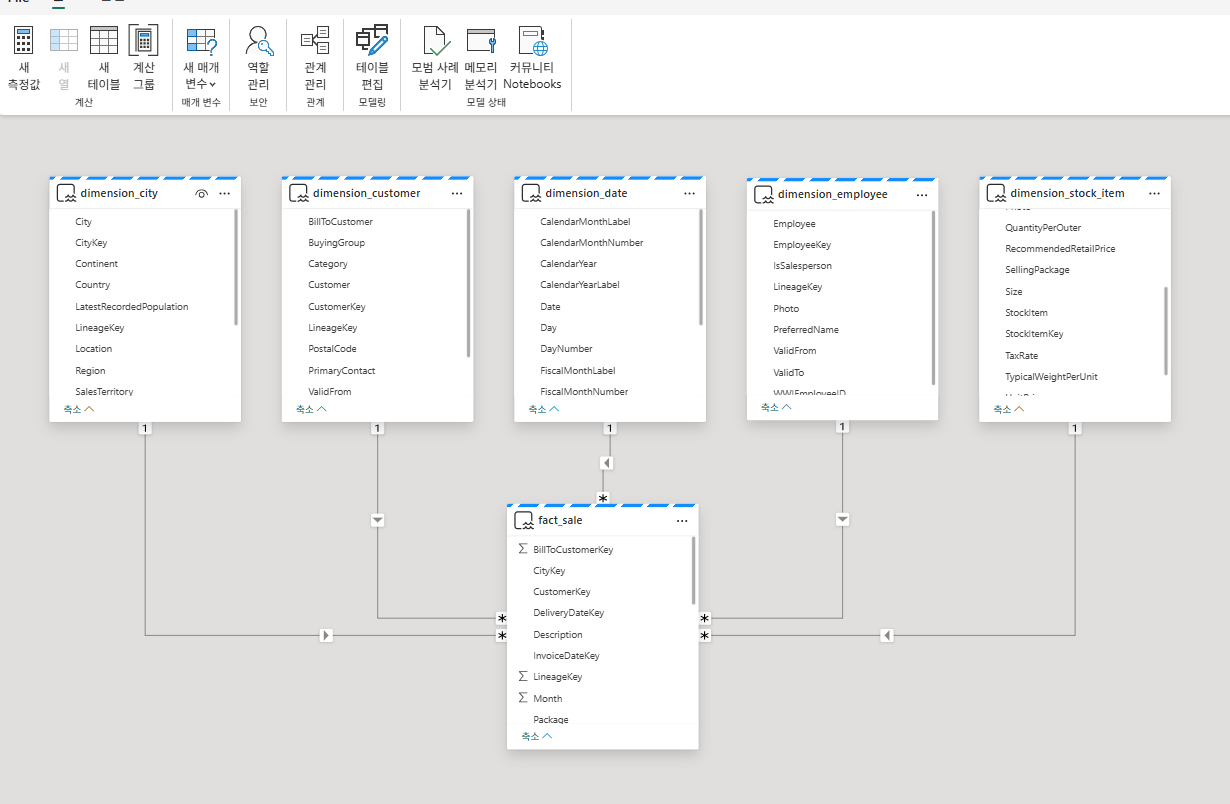 새
측정값
새
열
새
테이블
계산
그룹
계산
새 매개
변수
매개 변수
역할
관리
보안
관계
관리
관계
테이블
편집
모델링
모범 사례
분석기
메모리
분석기
커뮤니티
Notebooks
모델 상태
dimension_city
City
CityKey
Continent
Country
LatestRecordedPopulation
LineageKey
Location
Region
SalesTerritory
축소
dimension_customer
BillToCustomer
BuyingGroup
Category
Customer
CustomerKey
LineageKey
PostalCode
PrimaryContact
ValidFrom
축소
dimension_date
CalendarMonthLabel
CalendarMonthNumber
CalendarYear
CalendarYearLabel
Date
Day
DayNumber
FiscalMonthLabel
FiscalMonthNumber
축소
dimension_employee
Employee
EmployeeKey
IsSalesperson
LineageKey
Photo
PreferredName
ValidFrom
ValidTo
WWIEmployeeID
축소
dimension_stock_item
QuantityPerOuter
RecommendedRetailPrice
SellingPackage
Size
StockItem
StockItemKey
TaxRate
TypicalWeightPerUnit
축소
1
1
1
1
1
*
fact_sale
Σ BillToCustomerKey
CityKey
CustomerKey
DeliveryDateKey
Description
InvoiceDateKey
Σ LineageKey
Σ Month
Package
축소
*
*
*
*